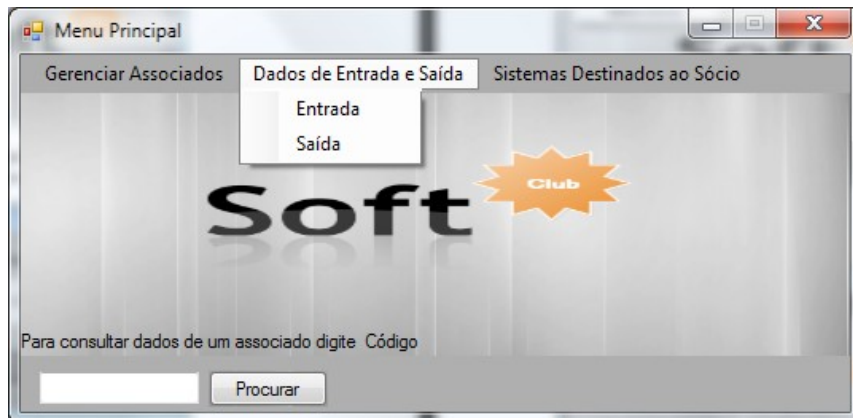 Menu Principal
Gerenciar Associados Dados de Entrada e Saída Sistemas Destinados ao Sócio
Entrada
Saída
Soft Club
Para consultar dados de um associado digite Código
Procurar